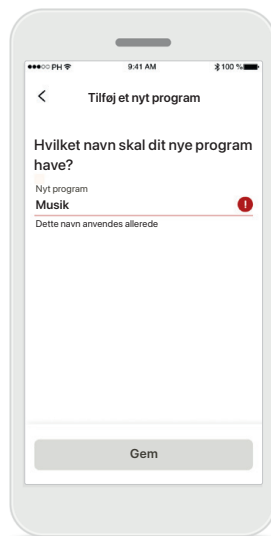 PH 9:41 AM 100 %
Tilføj et nyt program
Hvilket navn skal dit nye program
have?
Nyt program
Musik
!
Dette navn anvendes allerede
Gem